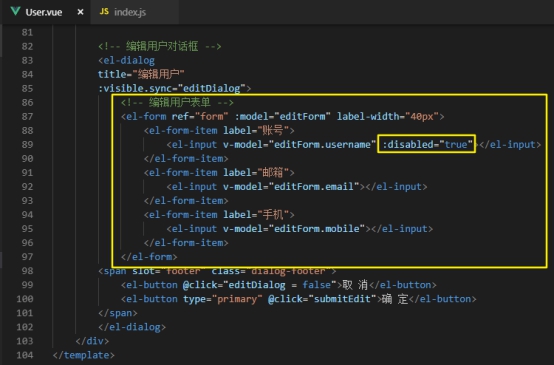 User.vue × JS index.js
81
82 <!-- 编辑用户对话框 -->
83 <el-dialog
84 title="编辑用户"
85 :visible.sync="editDialog">
86 <!-- 编辑用户表单 -->
87 <el-form ref="form" :model="editForm" label-width="40px">
88 <el-form-item label="账号">
89 <el-input v-model="editForm.username" :disabled="true"></el-input>
90 </el-form-item>
91 <el-form-item label="邮箱">
92 <el-input v-model="editForm.email"></el-input>
93 </el-form-item>
94 <el-form-item label="手机">
95 <el-input v-model="editForm.mobile"></el-input>
96 </el-form-item>
97 </el-form>
98 <span slot="footer" class="dialog-footer">
99 <el-button @click="editDialog = false">取 消</el-button>
100 <el-button type="primary" @click="submitEdit">确 定</el-button>
101 </span>
102 </el-dialog>
103 </div>
104 </template>